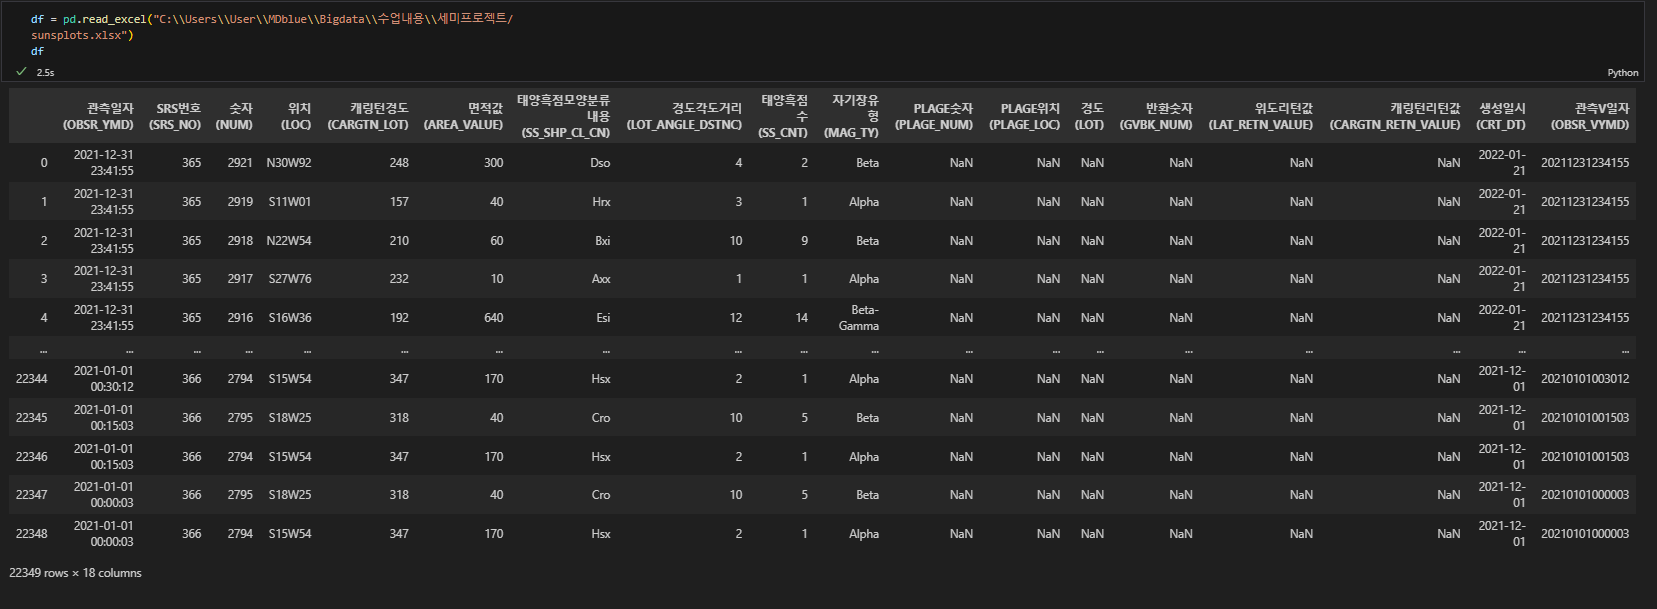 df = pd.read_excel("C:\\Users\\User\\MDblue\\Bigdata\\수업내용\\세미프로젝트/
sunsplots.xlsx")
df
2.5s
Python
관측일자 (OBSR_YMD) SRS번호 (SRS_NO) 숫자 (NUM) 위치 (LOC) 캐링턴경도 (CARGTN_LOT) 면적값 (AREA_VALUE) 태양흑점모양분류내용 (SS_SHP_CL_CN) 경도각도거리 (LOT_ANGLE_DSTNC) 태양흑점수 (SS_CNT) 자기장유형 (MAG_TY) PLAGE숫자 (PLAGE_NUM) PLAGE위치 (PLAGE_LOC) 경도 (LOT) 반환숫자 (GVBK_NUM) 위도리턴값 (LAT_RETN_VALUE) 캐링턴리턴값 (CARGTN_RETN_VALUE) 생성일시 (CRT_DT) 관측V일자 (OBSR_VYMD)
0 2021-12-31 23:41:55 365 2921 N30W92 248 300 Dso 4 2 Beta NaN NaN NaN NaN NaN NaN 2022-01-21 20211231234155
1 2021-12-31 23:41:55 365 2919 S11W01 157 40 Hrx 3 1 Alpha NaN NaN NaN NaN NaN NaN 2022-01-21 20211231234155
2 2021-12-31 23:41:55 365 2918 N22W54 210 60 Bxi 10 9 Beta NaN NaN NaN NaN NaN NaN 2022-01-21 20211231234155
3 2021-12-31 23:41:55 365 2917 S27W76 232 10 Axx 1 1 Alpha NaN NaN NaN NaN NaN NaN 2022-01-21 20211231234155
4 2021-12-31 23:41:55 365 2916 S16W36 192 640 Esi 12 14 Beta-Gamma NaN NaN NaN NaN NaN NaN 2022-01-21 20211231234155
... ... ... ... ... ... ... ... ... ... ... ... ... ... ... ... ... ... ...
22344 2021-01-01 00:30:12 366 2794 S15W54 347 170 Hsx 2 1 Alpha NaN NaN NaN NaN NaN NaN 2021-12-01 20210101003012
22345 2021-01-01 00:15:03 366 2795 S18W25 318 40 Cro 10 5 Beta NaN NaN NaN NaN NaN NaN 2021-12-01 20210101001503
22346 2021-01-01 00:15:03 366 2794 S15W54 347 170 Hsx 2 1 Alpha NaN NaN NaN NaN NaN NaN 2021-12-01 20210101001503
22347 2021-01-01 00:00:03 366 2795 S18W25 318 40 Cro 10 5 Beta NaN NaN NaN NaN NaN NaN 2021-12-01 20210101000003
22348 2021-01-01 00:00:03 366 2794 S15W54 347 170 Hsx 2 1 Alpha NaN NaN NaN NaN NaN NaN 2021-12-01 20210101000003
22349 rows × 18 columns